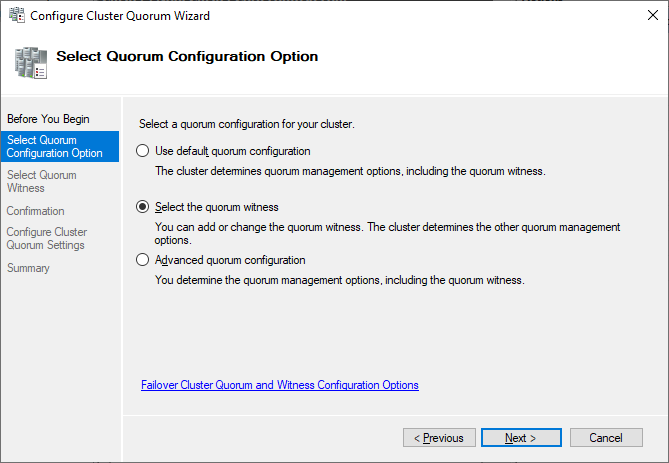 Configure Cluster Quorum Wizard
Select Quorum Configuration Option
Before You Begin
Select Quorum
Configuration Option
Select Quorum
Witness
Confirmation
Configure Cluster
Quorum Settings
Summary
Select a quorum configuration for your cluster.
Use default quorum configuration
The cluster determines quorum management options, including the quorum witness.
Select the quorum witness
You can add or change the quorum witness. The cluster determines the other quorum management
options.
Advanced quorum configuration
You determine the quorum management options, including the quorum witness.
Failover Cluster Quorum and Witness Configuration Options
< Previous
Next >
Cancel